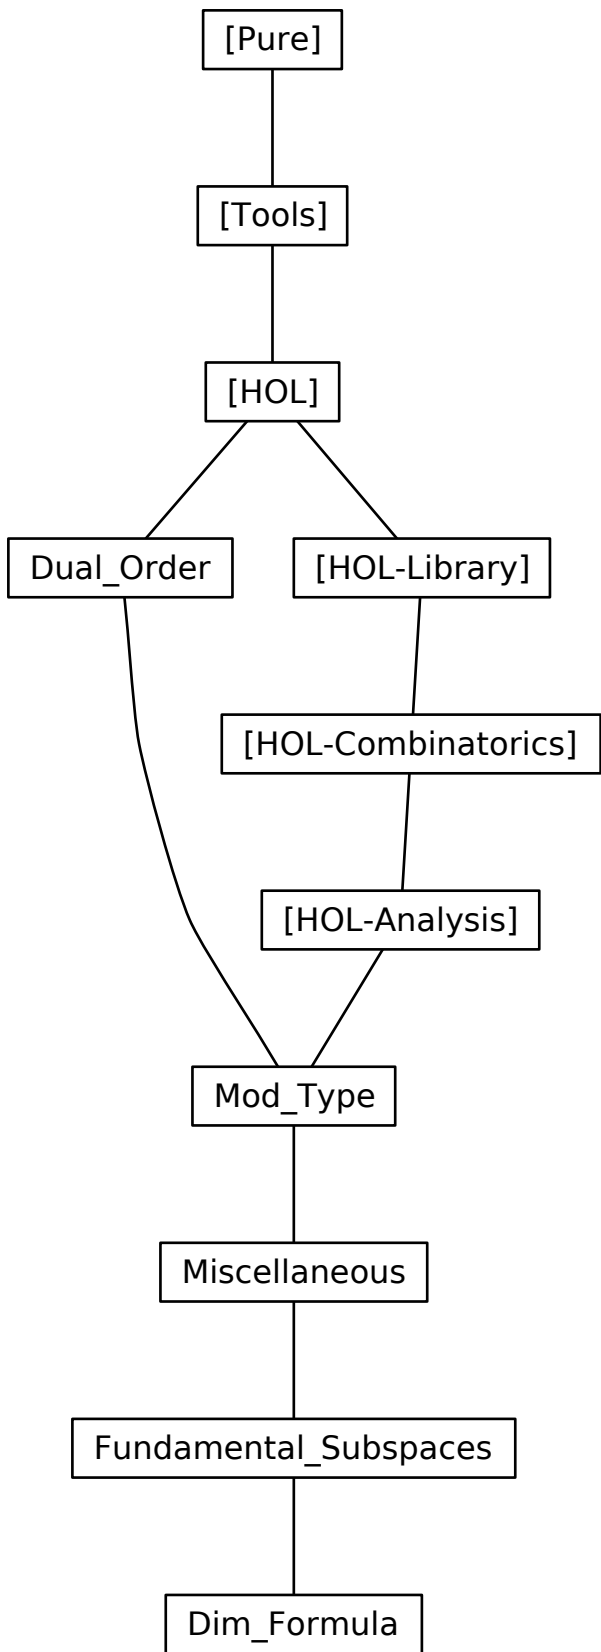 [Pure]
[Tools]
[HOL]
Dual_Order
[HOL-Library]
[HOL-Combinatorics]
[HOL-Analysis]
Mod_Type
Miscellaneous
Fundamental_Subspaces
Dim_Formula